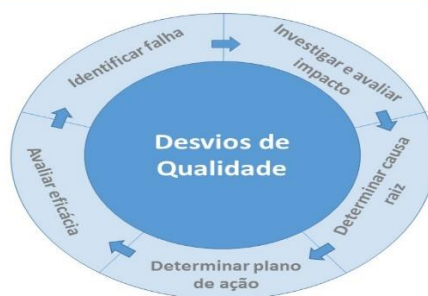 Identificar falha
Investigar e avaliar
impacto
Determinar causa
raiz
Determinar plano
de ação
Avaliar eficácia
Desvios de
Qualidade